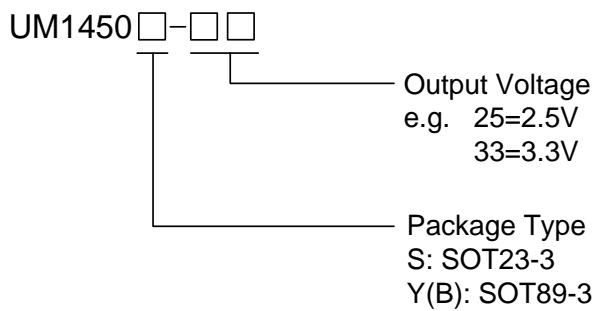 UM1450□-□□
Output Voltage
e.g. 25=2.5V
33=3.3V
Package Type
S: SOT23-3
Y(B): SOT89-3